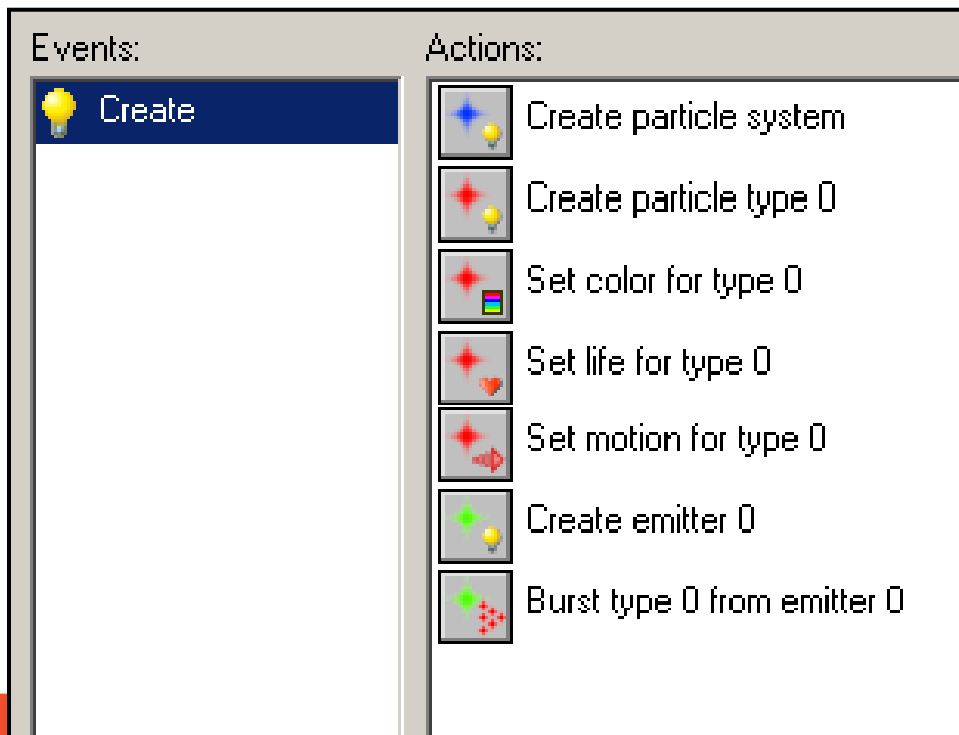 Events:
Actions:
Create
Create particle system
Create particle type 0
Set color for type 0
Set life for type 0
Set motion for type 0
Create emitter 0
Burst type 0 from emitter 0